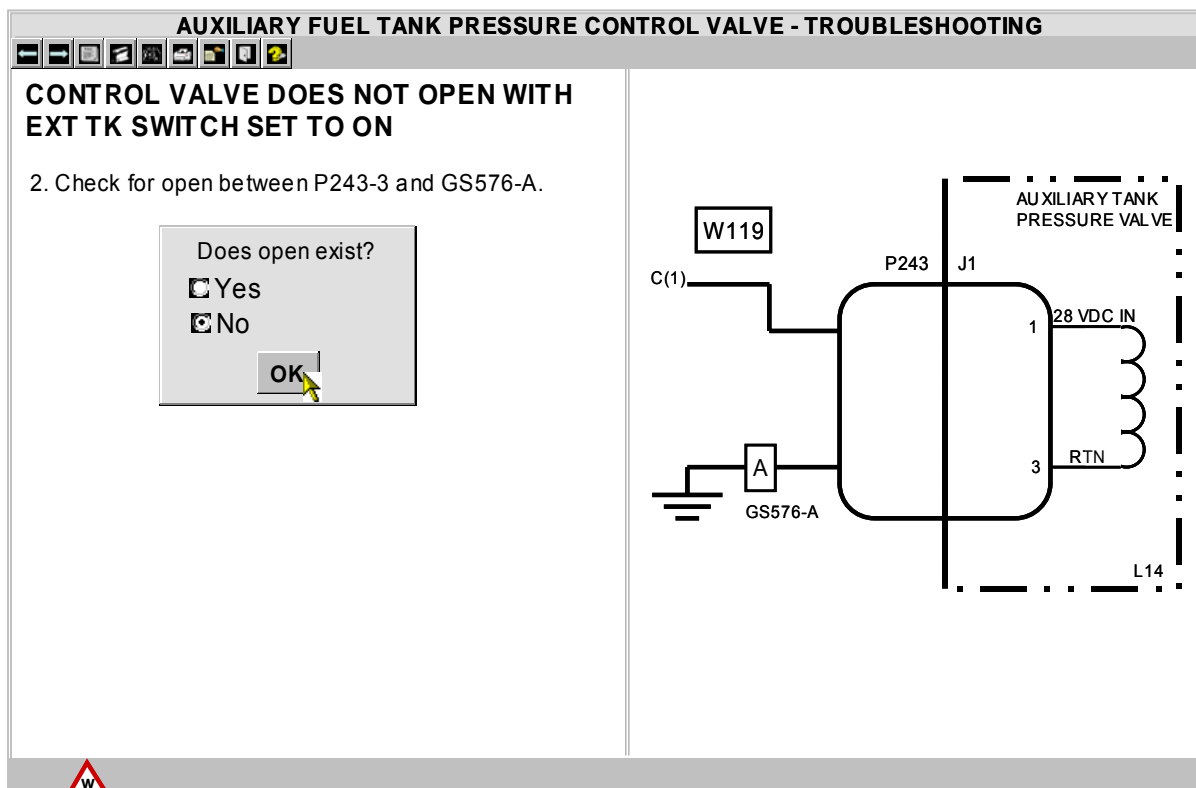 AUXILIARY FUEL TANK PRESSURE CONTROL VALVE - TROUBLESHOOTING
CONTROL VALVE DOES NOT OPEN WITH
EXT TK SWITCH SET TO ON
2. Check for open between P243-3 and GS576-A.
Does open exist?
Yes
No
OK
AUXILIARY TANK
PRESSURE VALVE
W119
P243
J1
C(1)
1
28 VDC IN
A
3
RTN
GS576-A
L14
W